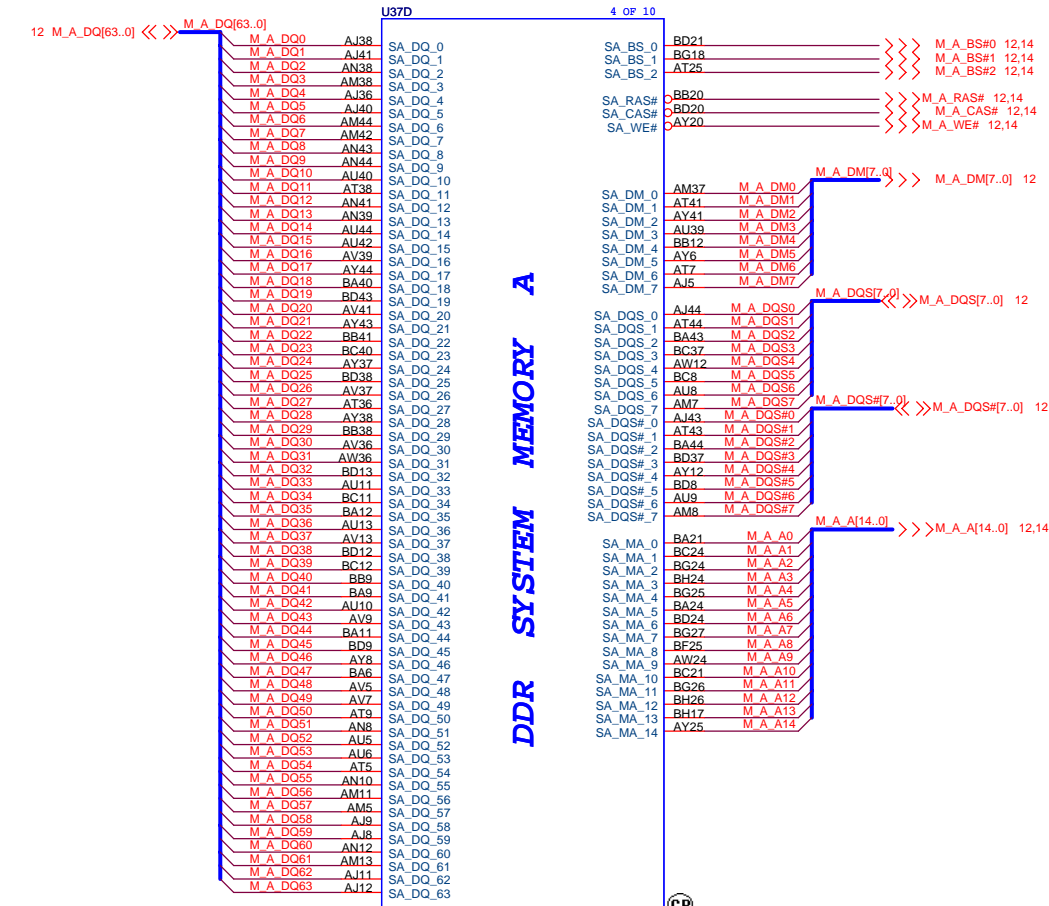 U37D 4 OF 10
12 M_A_DQ[63..0] M_A_DQ[63..0]
M_A_DQ0 AJ38 SA_DQ_0
M_A_DQ1 AJ41 SA_DQ_1
M_A_DQ2 AN38 SA_DQ_2
M_A_DQ3 AM38 SA_DQ_3
M_A_DQ4 AJ36 SA_DQ_4
M_A_DQ5 AJ40 SA_DQ_5
M_A_DQ6 AM44 SA_DQ_6
M_A_DQ7 AM42 SA_DQ_7
M_A_DQ8 AN43 SA_DQ_8
M_A_DQ9 AN44 SA_DQ_9
M_A_DQ10 AU40 SA_DQ_10
M_A_DQ11 AT38 SA_DQ_11
M_A_DQ12 AN41 SA_DQ_12
M_A_DQ13 AN39 SA_DQ_13
M_A_DQ14 AU44 SA_DQ_14
M_A_DQ15 AU42 SA_DQ_15
M_A_DQ16 AV39 SA_DQ_16
M_A_DQ17 AY44 SA_DQ_17
M_A_DQ18 BA40 SA_DQ_18
M_A_DQ19 BD43 SA_DQ_19
M_A_DQ20 AV41 SA_DQ_20
M_A_DQ21 AY43 SA_DQ_21
M_A_DQ22 BB41 SA_DQ_22
M_A_DQ23 BC40 SA_DQ_23
M_A_DQ24 AY37 SA_DQ_24
M_A_DQ25 BD38 SA_DQ_25
M_A_DQ26 AV37 SA_DQ_26
M_A_DQ27 AT36 SA_DQ_27
M_A_DQ28 AY38 SA_DQ_28
M_A_DQ29 BB38 SA_DQ_29
M_A_DQ30 AV36 SA_DQ_30
M_A_DQ31 AW36 SA_DQ_31
M_A_DQ32 BD13 SA_DQ_32
M_A_DQ33 AU11 SA_DQ_33
M_A_DQ34 BC11 SA_DQ_34
M_A_DQ35 BA12 SA_DQ_35
M_A_DQ36 AU13 SA_DQ_36
M_A_DQ37 AV13 SA_DQ_37
M_A_DQ38 BD12 SA_DQ_38
M_A_DQ39 BC12 SA_DQ_39
M_A_DQ40 BB9 SA_DQ_40
M_A_DQ41 BA9 SA_DQ_41
M_A_DQ42 AU10 SA_DQ_42
M_A_DQ43 AV9 SA_DQ_43
M_A_DQ44 BA11 SA_DQ_44
M_A_DQ45 BD9 SA_DQ_45
M_A_DQ46 AY8 SA_DQ_46
M_A_DQ47 BA6 SA_DQ_47
M_A_DQ48 AV5 SA_DQ_48
M_A_DQ49 AV7 SA_DQ_49
M_A_DQ50 AT9 SA_DQ_50
M_A_DQ51 AN8 SA_DQ_51
M_A_DQ52 AU5 SA_DQ_52
M_A_DQ53 AU6 SA_DQ_53
M_A_DQ54 AT5 SA_DQ_54
M_A_DQ55 AN10 SA_DQ_55
M_A_DQ56 AM11 SA_DQ_56
M_A_DQ57 AM5 SA_DQ_57
M_A_DQ58 AJ9 SA_DQ_58
M_A_DQ59 AJ8 SA_DQ_59
M_A_DQ60 AN12 SA_DQ_60
M_A_DQ61 AM13 SA_DQ_61
M_A_DQ62 AJ11 SA_DQ_62
M_A_DQ63 AJ12 SA_DQ_63
DDR SYSTEM MEMORY A
SA_BS_0 BD21 M_A_BS#0 12,14
SA_BS_1 BG18 M_A_BS#1 12,14
SA_BS_2 AT25 M_A_BS#2 12,14
SA_RAS# BB20 M_A_RAS# 12,14
SA_CAS# BD20 M_A_CAS# 12,14
SA_WE# AY20 M_A_WE# 12,14
M_A_DM[7..0] M_A_DM[7..0] 12
SA_DM_0 AM37 M_A_DM0
SA_DM_1 AT41 M_A_DM1
SA_DM_2 AY41 M_A_DM2
SA_DM_3 AU39 M_A_DM3
SA_DM_4 BB12 M_A_DM4
SA_DM_5 AY6 M_A_DM5
SA_DM_6 AT7 M_A_DM6
SA_DM_7 AJ5 M_A_DM7
M_A_DQS[7..0] M_A_DQS[7..0] 12
SA_DQS_0 AJ44 M_A_DQS0
SA_DQS_1 AT44 M_A_DQS1
SA_DQS_2 BA43 M_A_DQS2
SA_DQS_3 BC37 M_A_DQS3
SA_DQS_4 AW12 M_A_DQS4
SA_DQS_5 BC8 M_A_DQS5
SA_DQS_6 AU8 M_A_DQS6
SA_DQS_7 AM7 M_A_DQS7
M_A_DQS#[7..0] M_A_DQS#[7..0] 12
SA_DQS#_0 AJ43 M_A_DQS#0
SA_DQS#_1 AT43 M_A_DQS#1
SA_DQS#_2 BA44 M_A_DQS#2
SA_DQS#_3 BD37 M_A_DQS#3
SA_DQS#_4 AY12 M_A_DQS#4
SA_DQS#_5 BD8 M_A_DQS#5
SA_DQS#_6 AU9 M_A_DQS#6
SA_DQS#_7 AM8 M_A_DQS#7
M_A_A[14..0] M_A_A[14..0] 12,14
SA_MA_0 BA21 M_A_A0
SA_MA_1 BC24 M_A_A1
SA_MA_2 BG24 M_A_A2
SA_MA_3 BH24 M_A_A3
SA_MA_4 BG25 M_A_A4
SA_MA_5 BA24 M_A_A5
SA_MA_6 BD24 M_A_A6
SA_MA_7 BG27 M_A_A7
SA_MA_8 BF25 M_A_A8
SA_MA_9 AW24 M_A_A9
SA_MA_10 BC21 M_A_A10
SA_MA_11 BG26 M_A_A11
SA_MA_12 BH26 M_A_A12
SA_MA_13 BH17 M_A_A13
SA_MA_14 AY25 M_A_A14